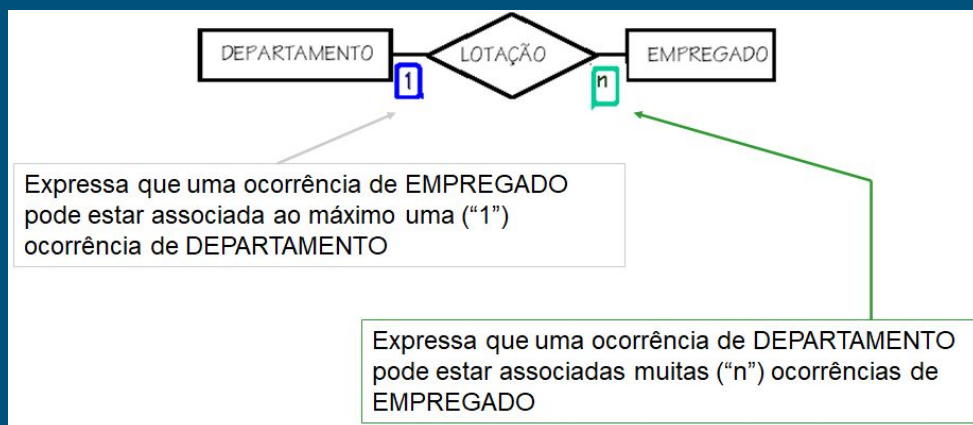 DEPARTAMENTO LOTAÇÃO EMPREGADO
1 n
Expressa que uma ocorrência de EMPREGADO
pode estar associada ao máximo uma (“1”)
ocorrência de DEPARTAMENTO
Expressa que uma ocorrência de DEPARTAMENTO
pode estar associadas muitas (“n”) ocorrências de
EMPREGADO